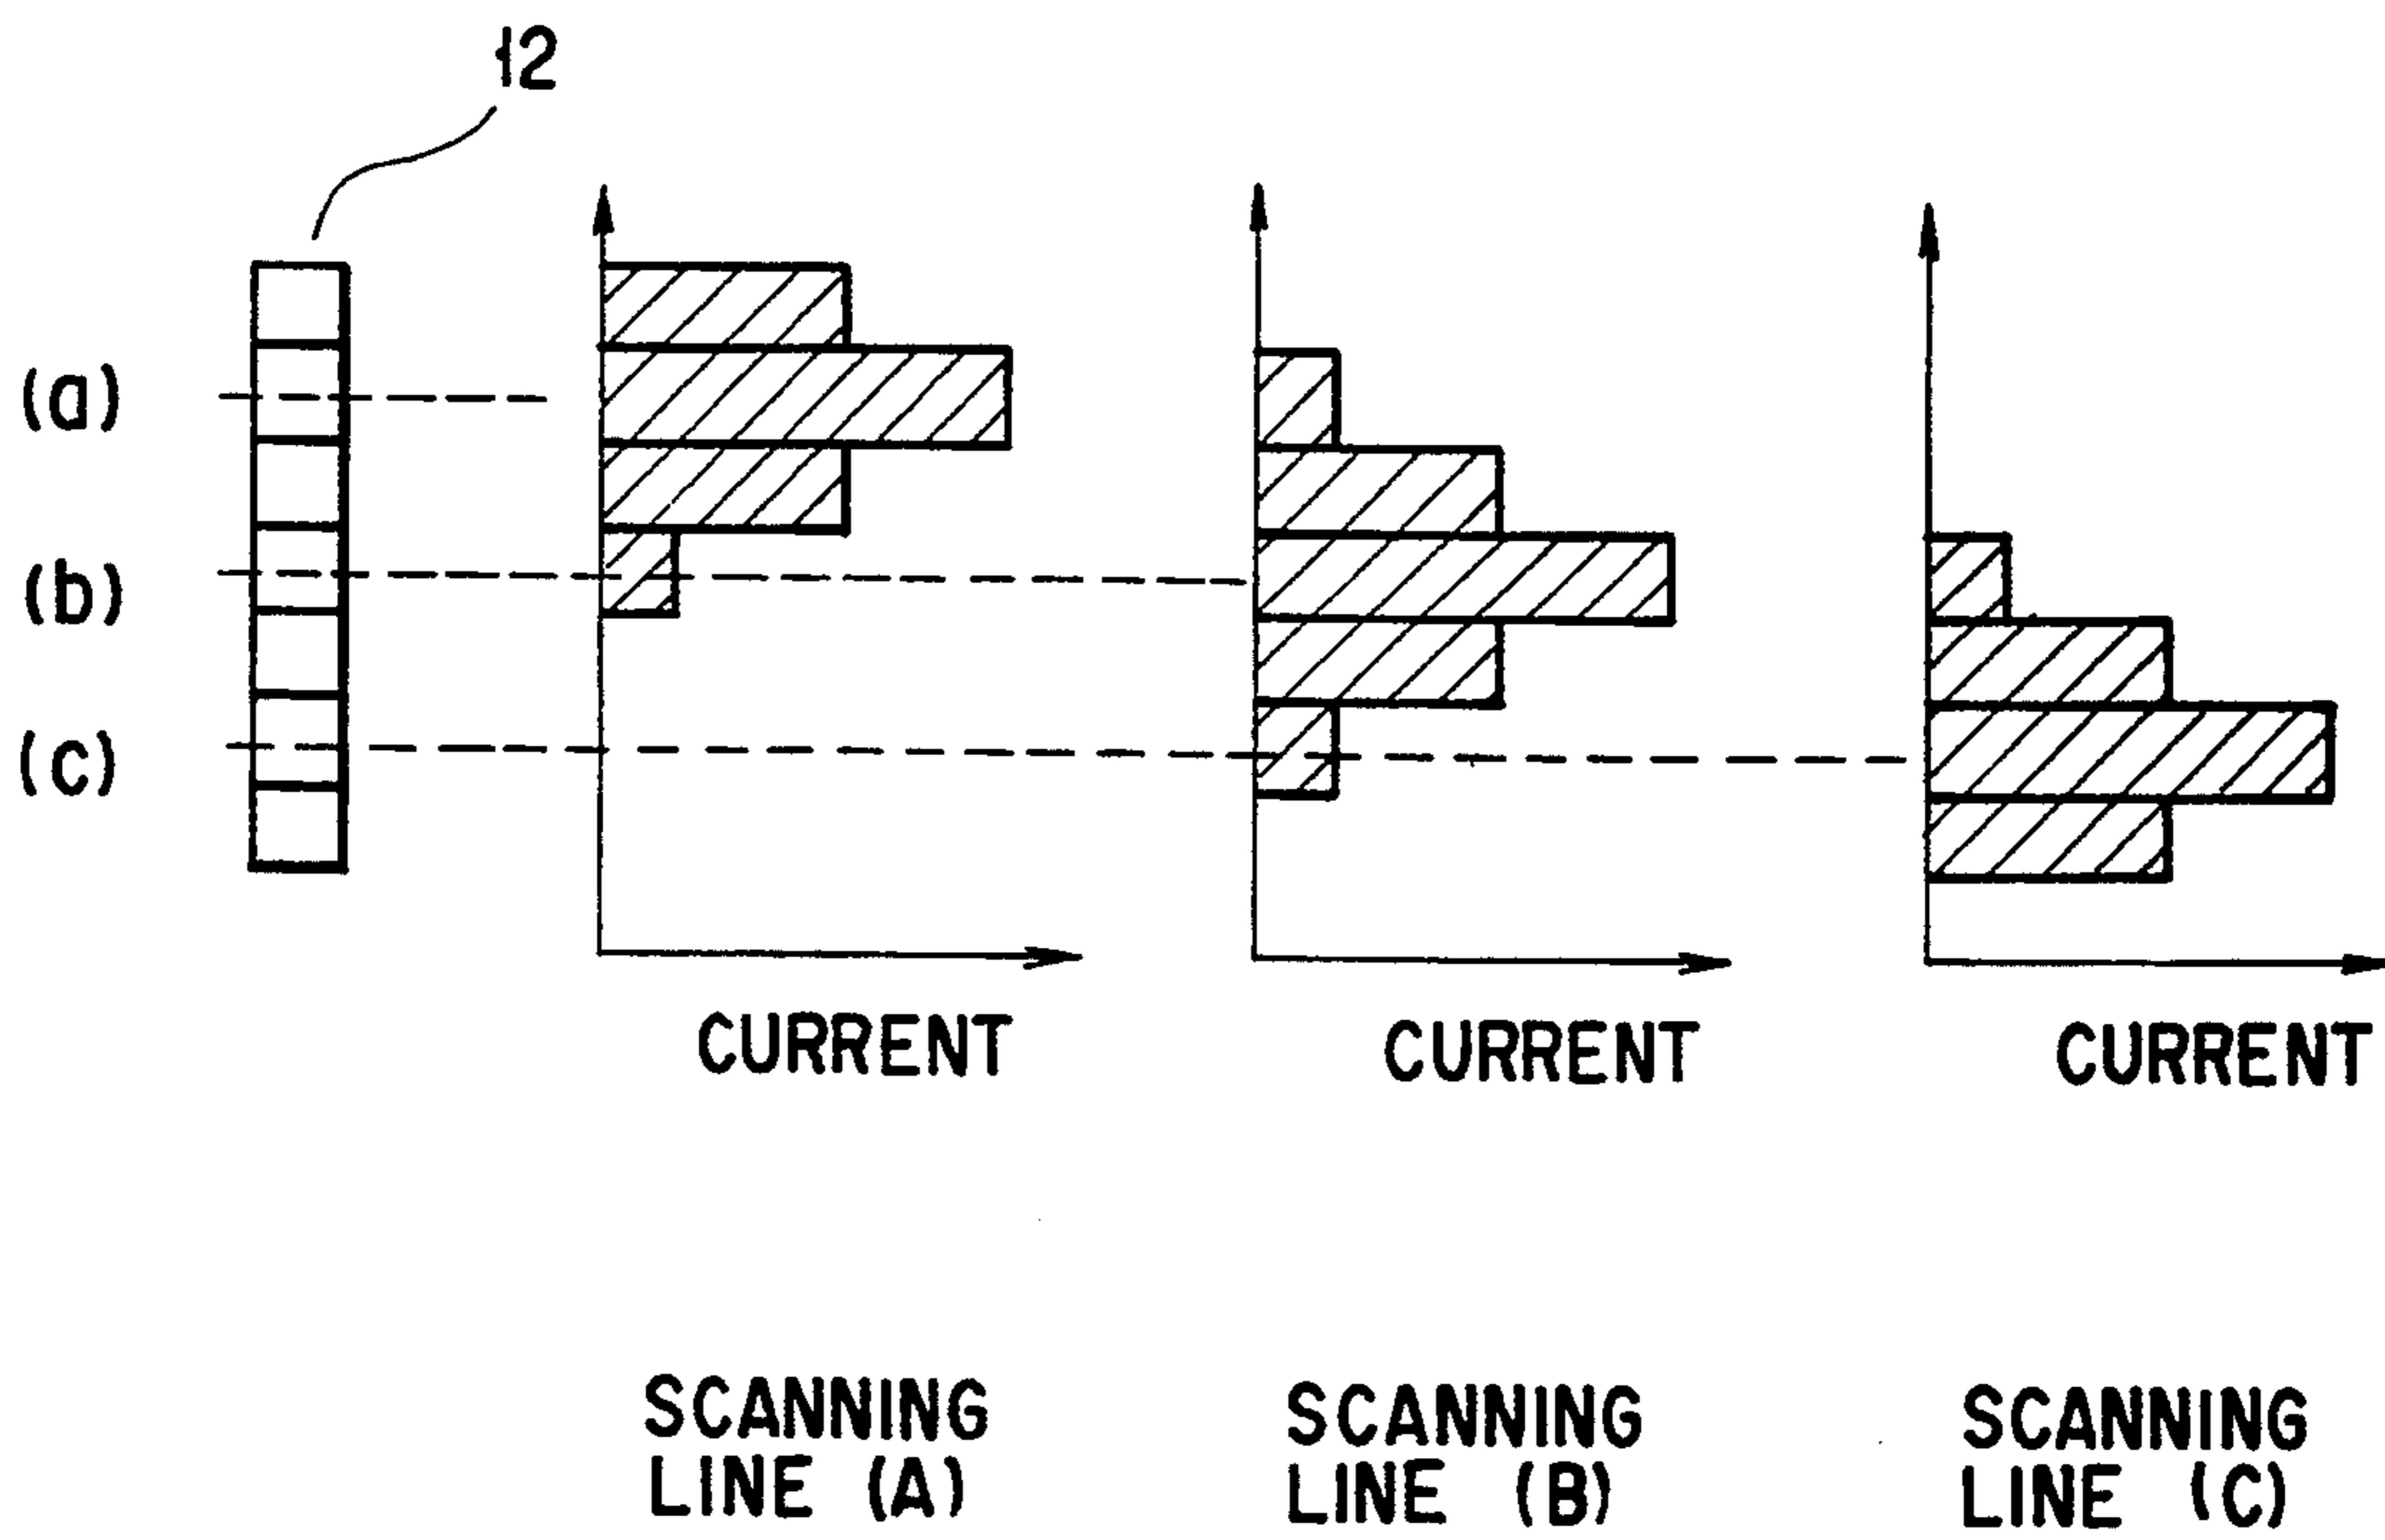 12
(a)
(b)
(c)
CURRENT
CURRENT
CURRENT
SCANNING
LINE (A)
SCANNING
LINE (B)
SCANNING
LINE (C)